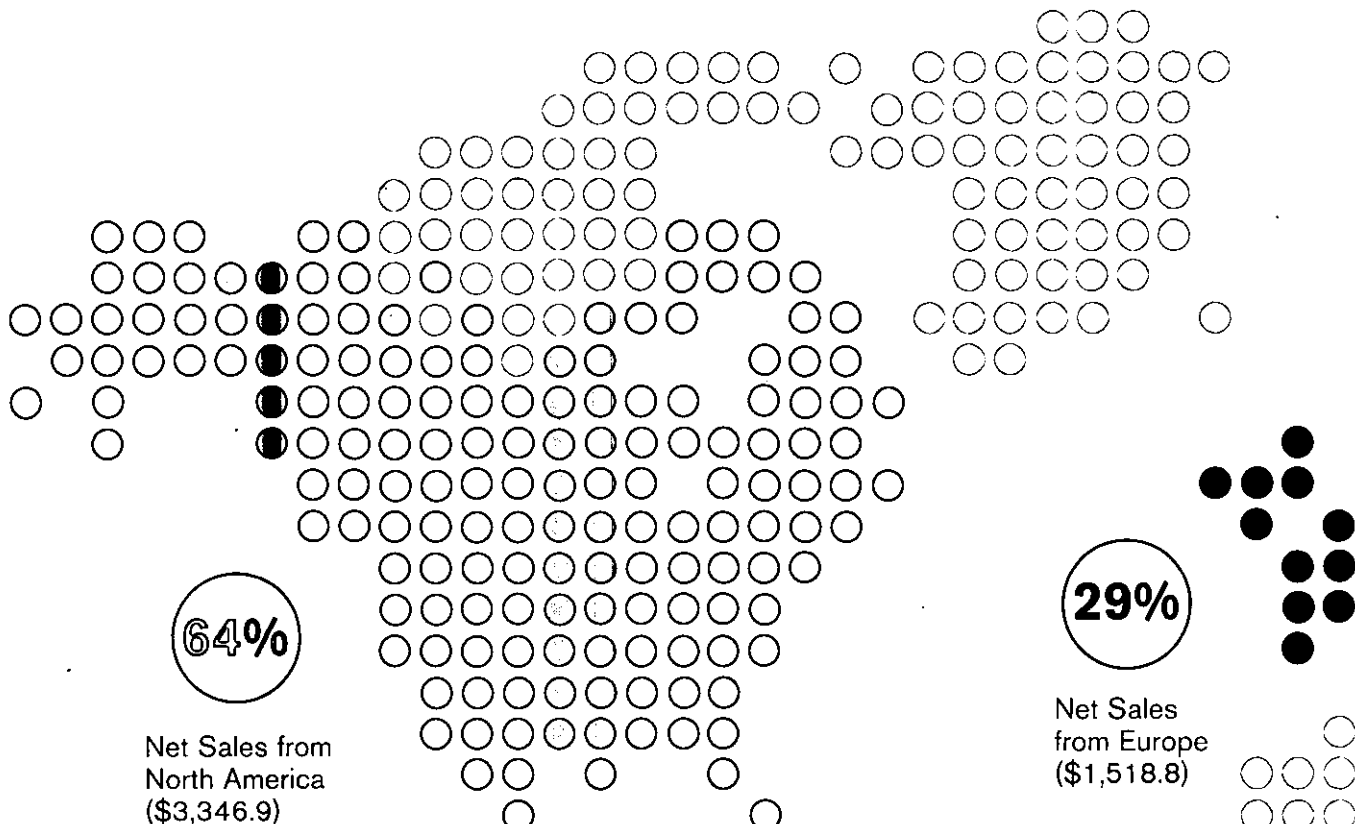 64%
Net Sales from
North America
($3,346.9)
29%
Net Sales
from Europe
($1,518.8)